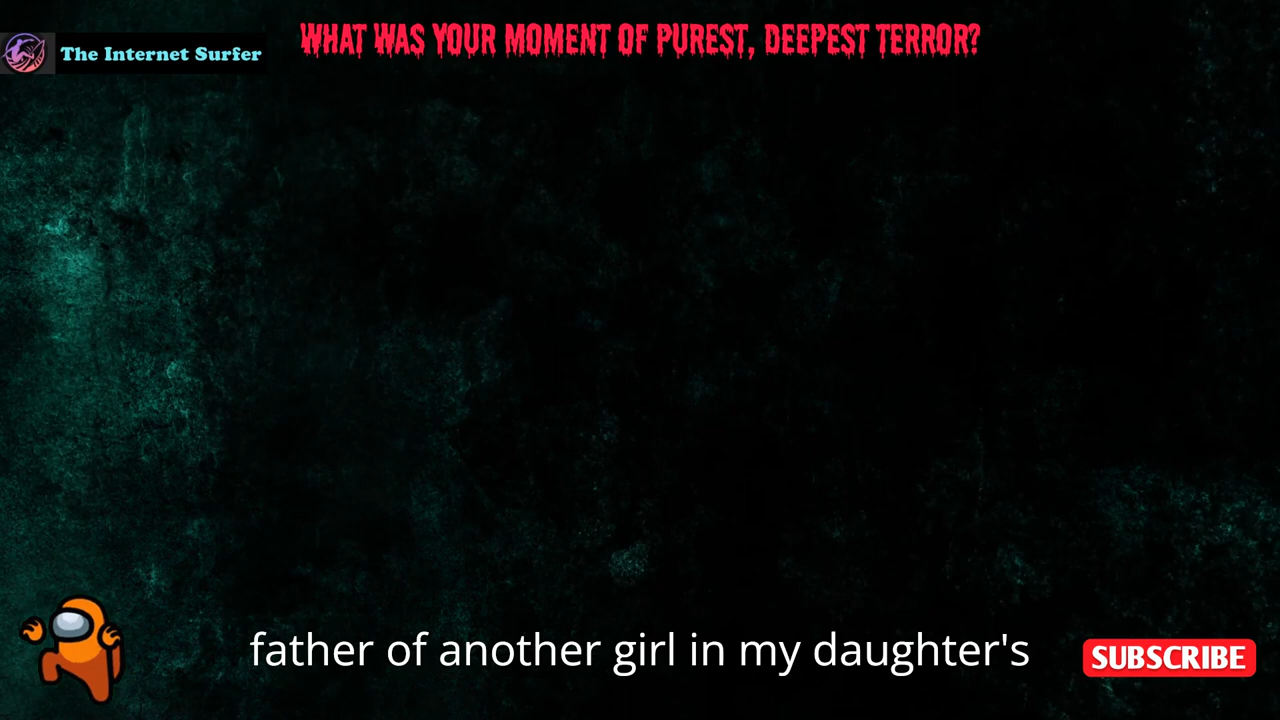 WHAT WAS YOUR MOMENT OF PUREST, DEEPEST TERROR?
The Internet Surfer
father of another girl in my daughter's
SUBSCRIBE